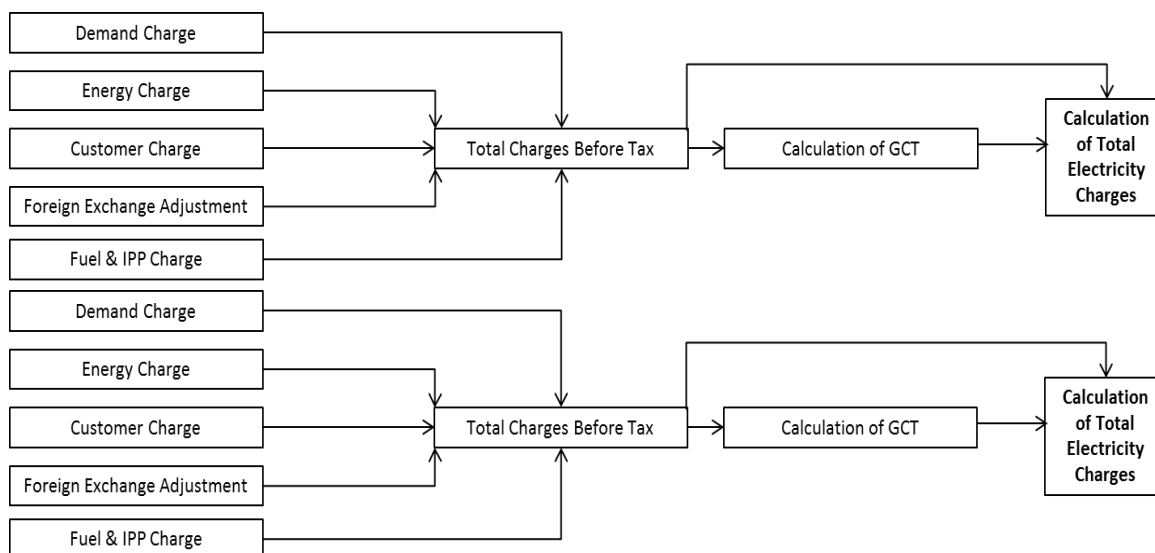 Demand Charge
Energy Charge
Customer Charge
Foreign Exchange Adjustment
Fuel & IPP Charge
Total Charges Before Tax
Calculation of GCT
Calculation
of Total
Electricity
Charges
Demand Charge
Energy Charge
Customer Charge
Foreign Exchange Adjustment
Fuel & IPP Charge
Total Charges Before Tax
Calculation of GCT
Calculation
of Total
Electricity
Charges